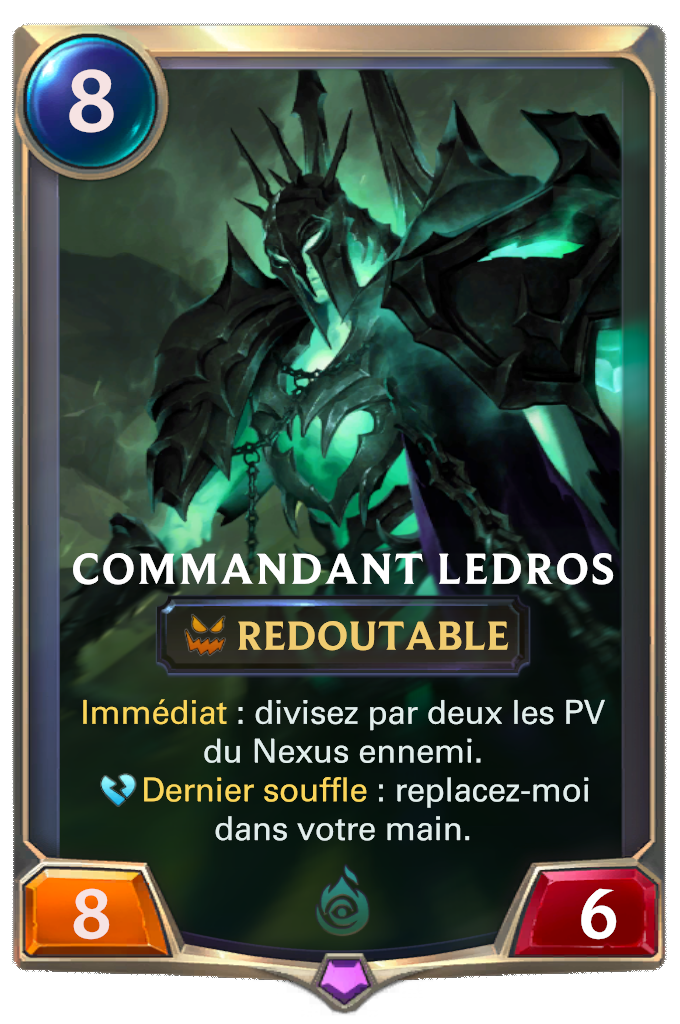 8
COMMANDANT LEDROS
REDOUTABLE
Immédiat : divisez par deux les PV
du Nexus ennemi.
Dernier souffle : replacez-moi
dans votre main.
8
6